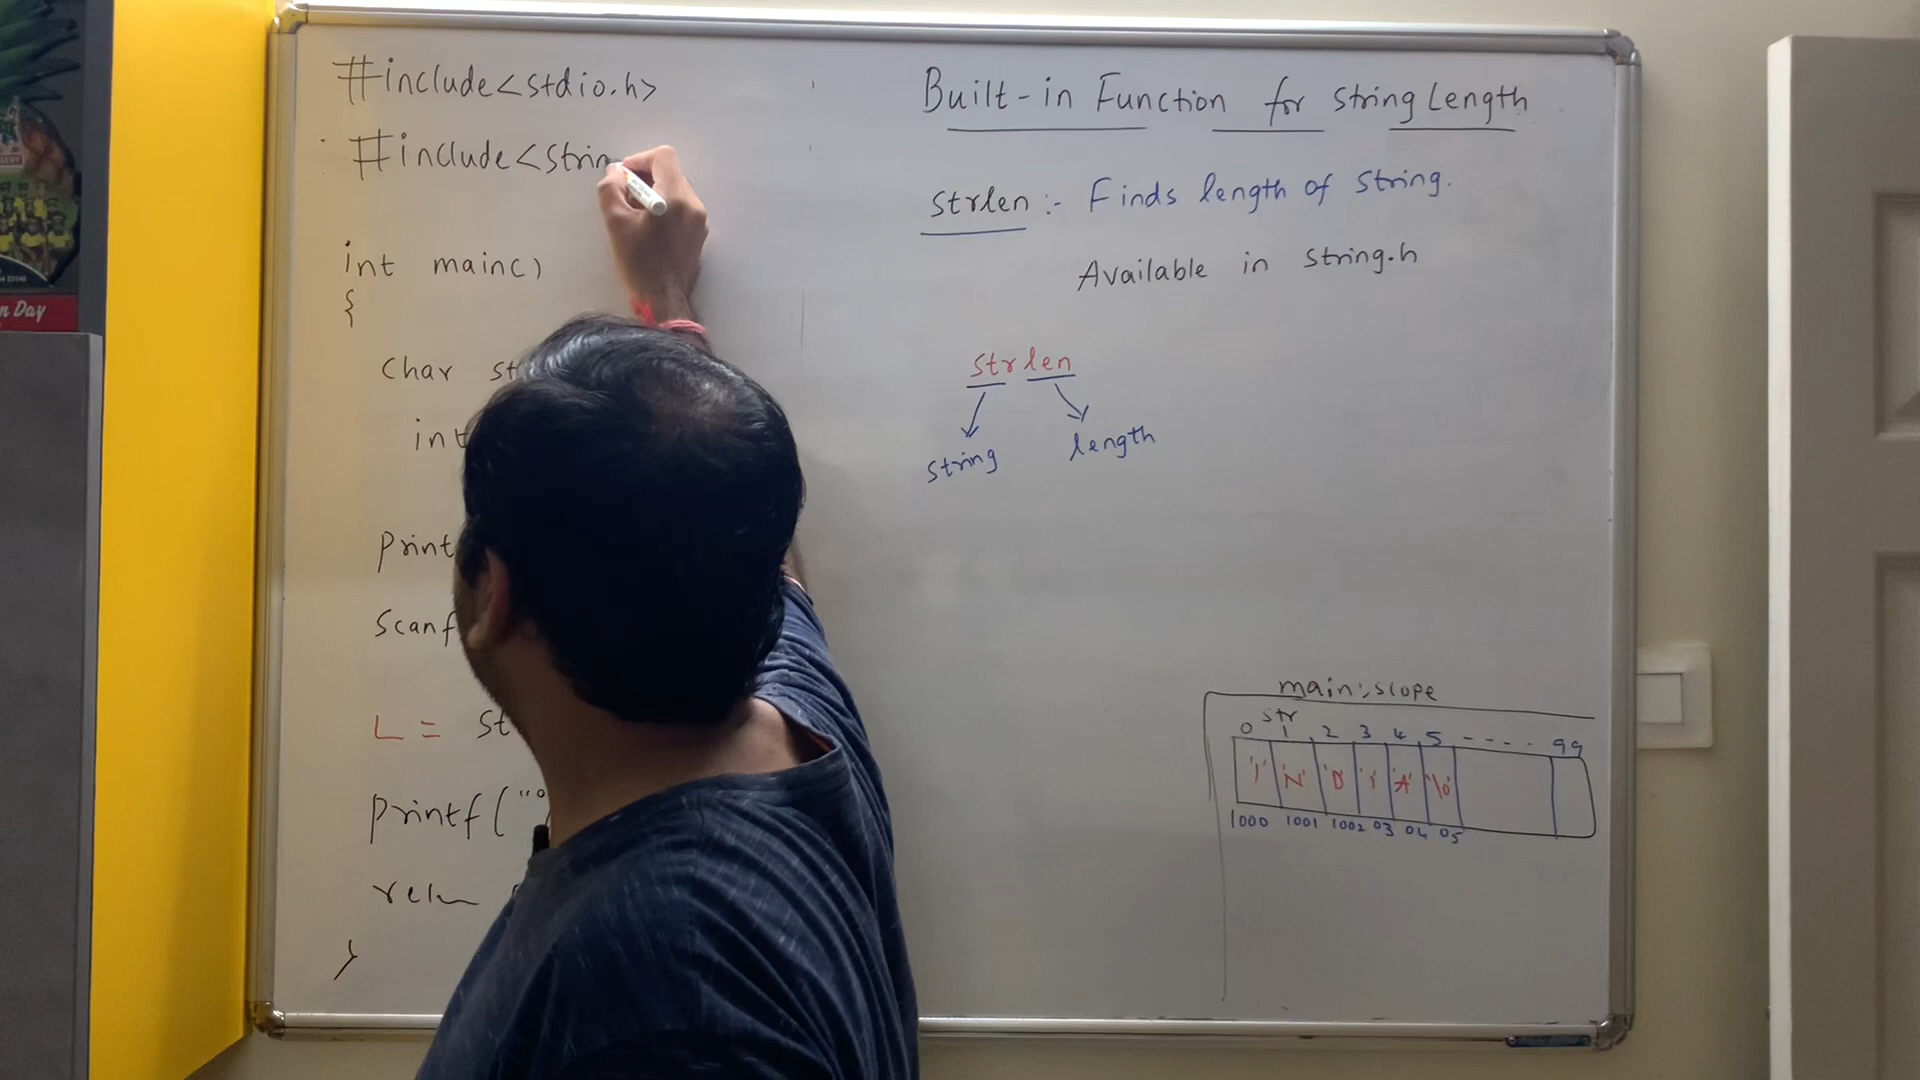 #include<stdio.h>
#include<strin
int main()
{
char st
int
print
scanf
L = st
printf("%
}
Built-in Function for string Length
strlen :- Finds length of string.
Available in string.h
strlen
string length
main: scope
str
0 1 2 3 4 5 - - - - 99
'I' 'N' 'D' 'I' 'A' '\0'
1000 1001 1002 03 04 05
n Day